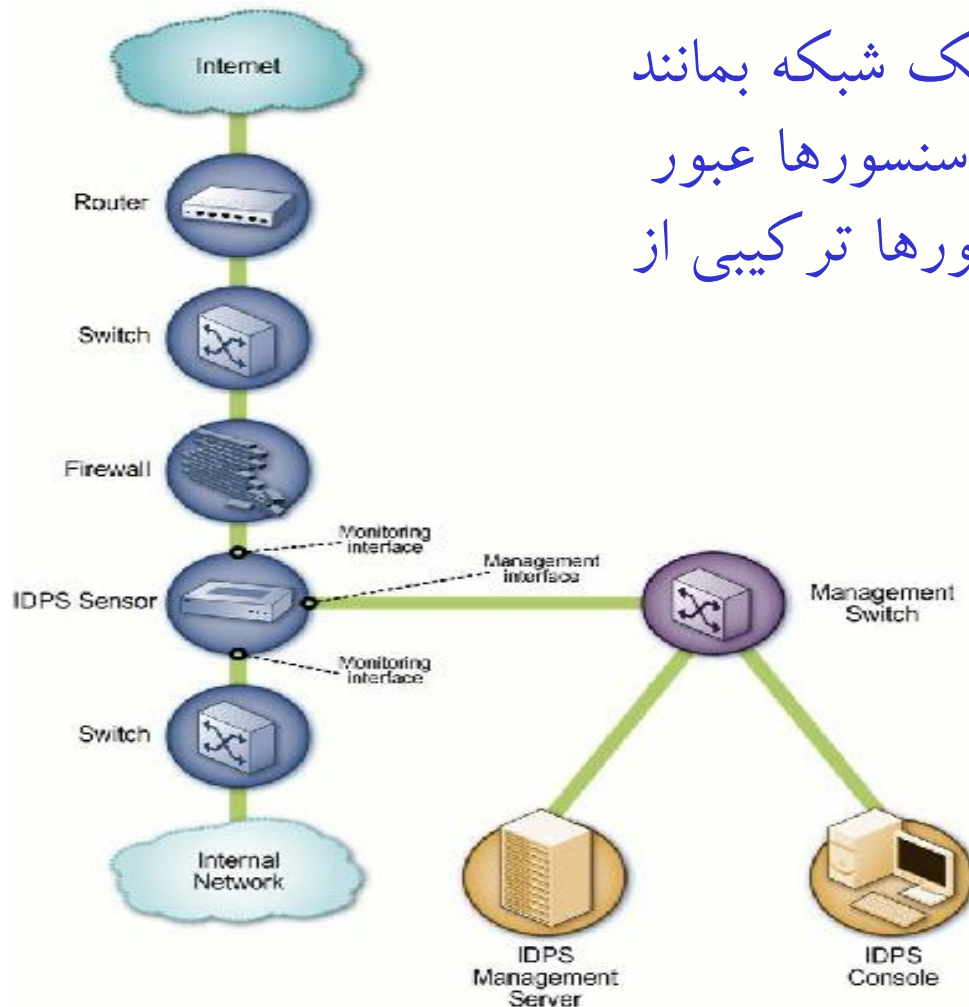 ک شبکه بمانند
سنسورها عبور
ورها ترکیبی از
Internet
Router
Switch
Firewall
Monitoring
interface
Management
interface
IDPS Sensor
Management
Switch
Monitoring
interface
Switch
Internal
Network
IDPS
Management
Server
IDPS
Console